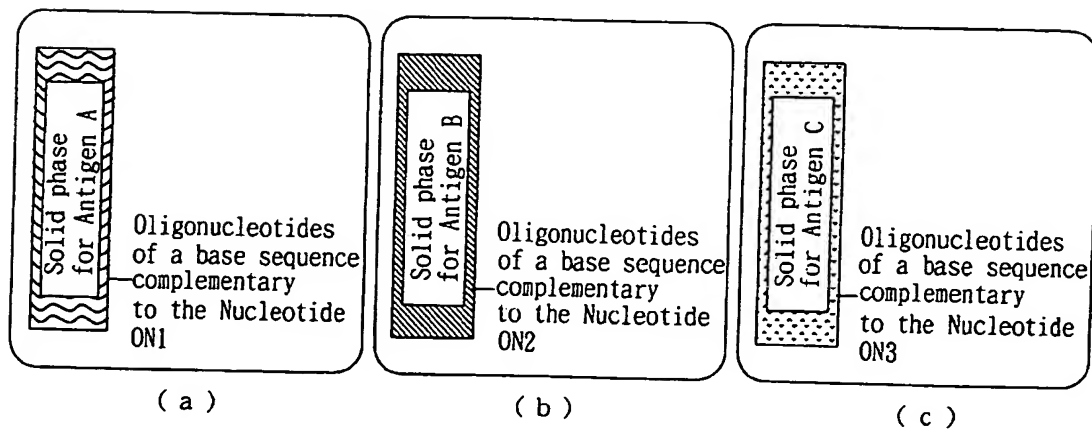 Solid phase
for Antigen A
Oligonucleotides
of a base sequence
complementary
to the Nucleotide
ON1
( a )
Solid phase
for Antigen B
Oligonucleotides
of a base sequence
complementary
to the Nucleotide
ON2
( b )
Solid phase
for Antigen C
Oligonucleotides
of a base sequence
complementary
to the Nucleotide
ON3
( c )